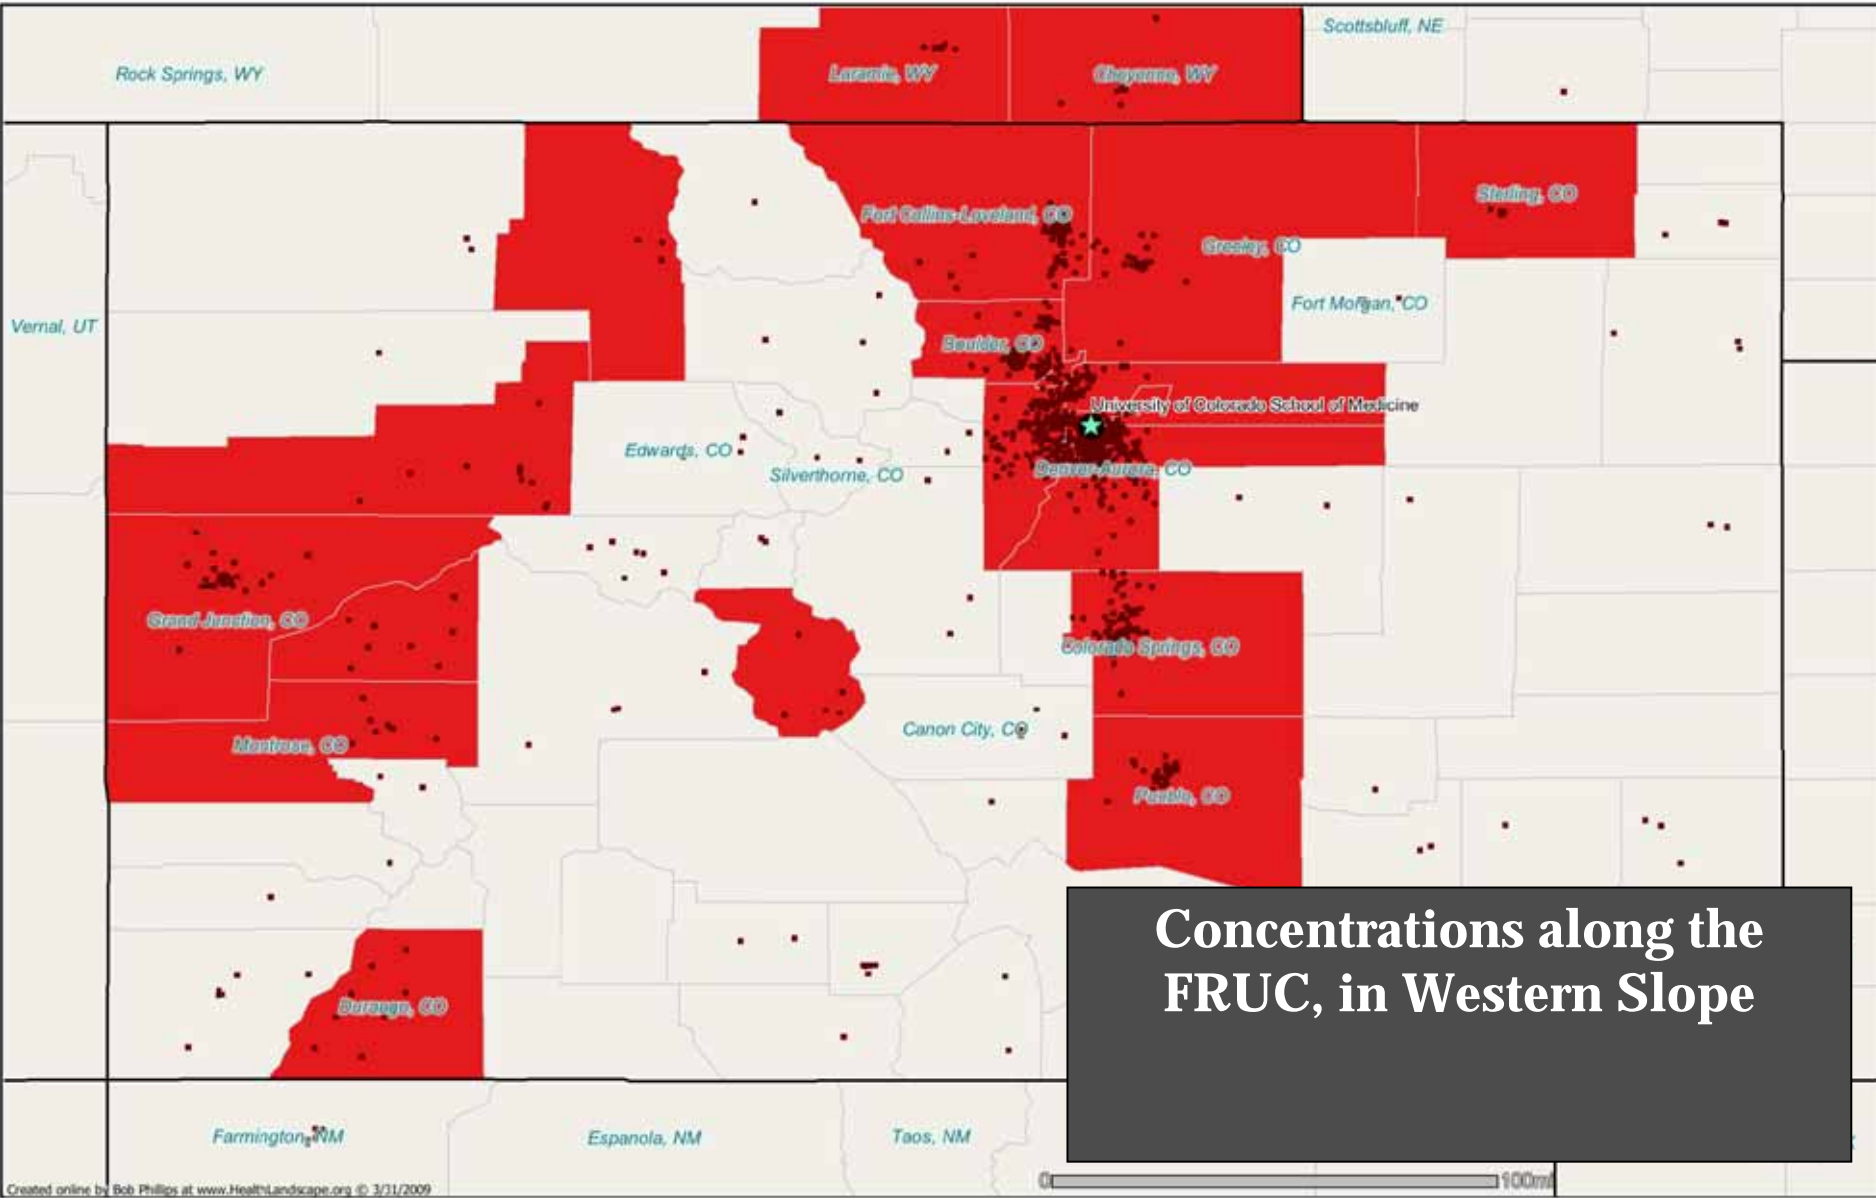 Scottsbluff, NE
Rock Springs, WY
Laramie, WY
Cheyenne, WY
Sterling, CO
Fort Collins-Loveland, CO
Greeley, CO
Fort Morgan, CO
Vernal, UT
Boulder, CO
University of Colorado School of Medicine
Edwards, CO
Silverthorne, CO
Denver-Aurora, CO
Grand Junction, CO
Colorado Springs, CO
Canon City, CO
Montrose, CO
Pueblo, CO
Concentrations along the
FRUC, in Western Slope
Durango, CO
Farmington, NM
Espanola, NM
Taos, NM
0
100mi
Created online by Bob Phillips at www.HealthLandscape.org © 3/31/2009